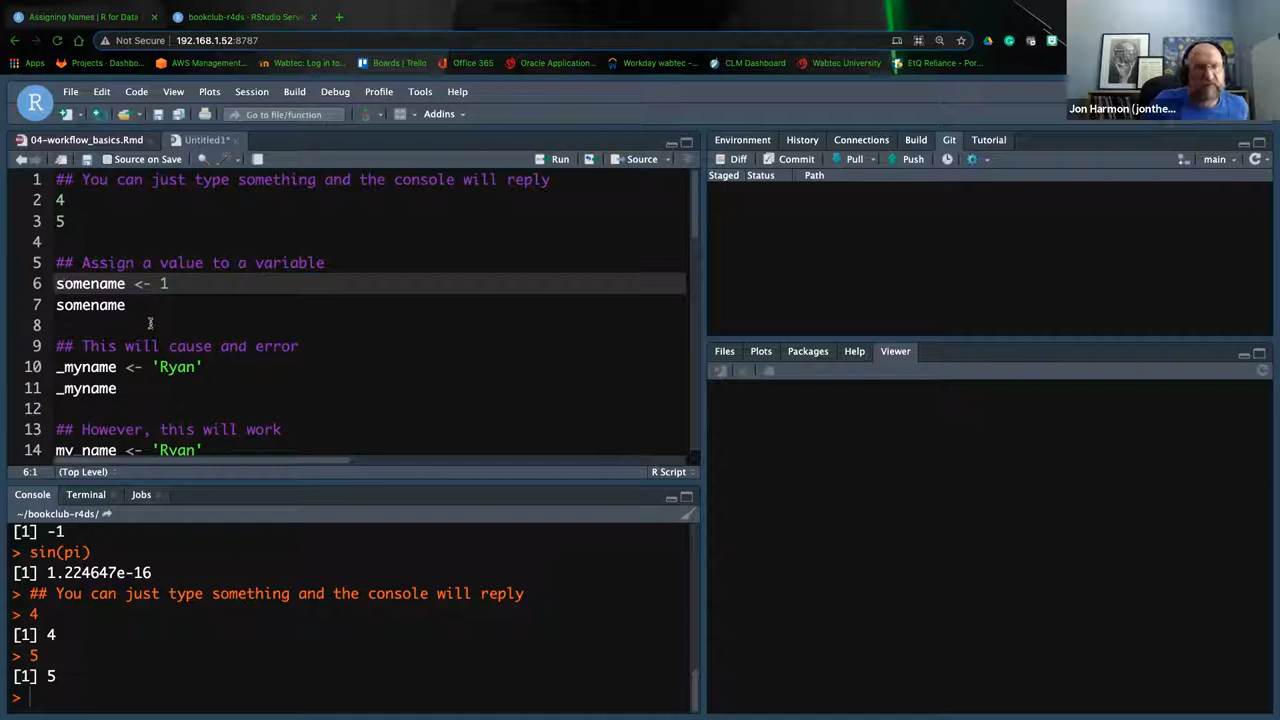 Assigning Names | R for Data
bookclub-r4ds - RStudio Serv
Not Secure 192.168.1.52:8787
Apps Projects - Dashbo... AWS Management... Wabtec: Log in to... Boards | Trello Office 365 Oracle Application... Workday wabtec -... CLM Dashboard Wabtec University EtQ Reliance - Por...
Jon Harmon (jonthe...
R File Edit Code View Plots Session Build Debug Profile Tools Help
Go to file/function Addins
04-workflow_basics.Rmd Untitled1*
Source on Save Run Source
1 ## You can just type something and the console will reply
2 4
3 5
4
5 ## Assign a value to a variable
6 somename <- 1
7 somename
8
9 ## This will cause and error
10 _myname <- 'Ryan'
11 _myname
12
13 ## However, this will work
14 my_name <- 'Ryan'
6:1 (Top Level) R Script
Console Terminal Jobs
~/bookclub-r4ds/
[1] -1
> sin(pi)
[1] 1.224647e-16
> ## You can just type something and the console will reply
> 4
[1] 4
> 5
[1] 5
>
Environment History Connections Build Git Tutorial
Diff Commit Pull Push main
Staged Status Path
Files Plots Packages Help Viewer